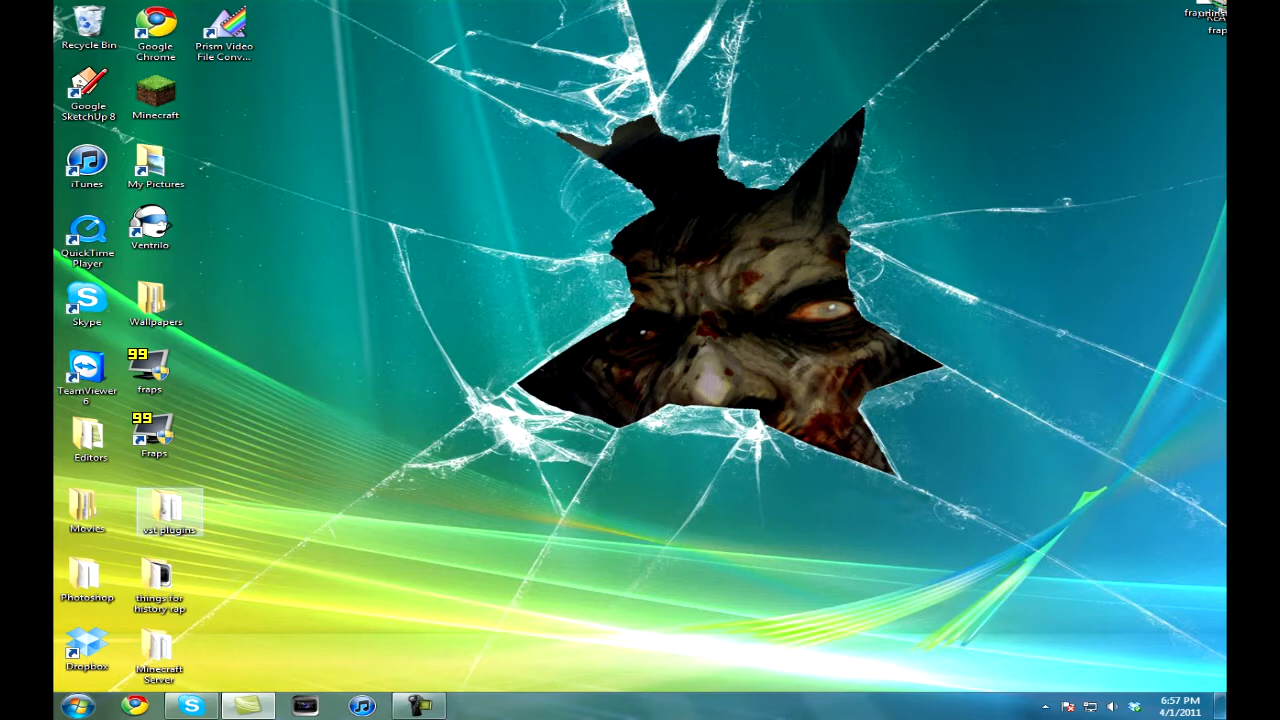 Recycle Bin
Google
Chrome
Prism Video
File Conv...
Google
SketchUp 8
Minecraft
iTunes
My Pictures
QuickTime
Player
Ventrilo
Skype
Wallpapers
TeamViewer
6
99
fraps
Editors
99
Fraps
Movies
vst plugins
Photoshop
things for
history rap
Dropbox
Minecraft
Server
frap
6:57 PM
4/1/2011